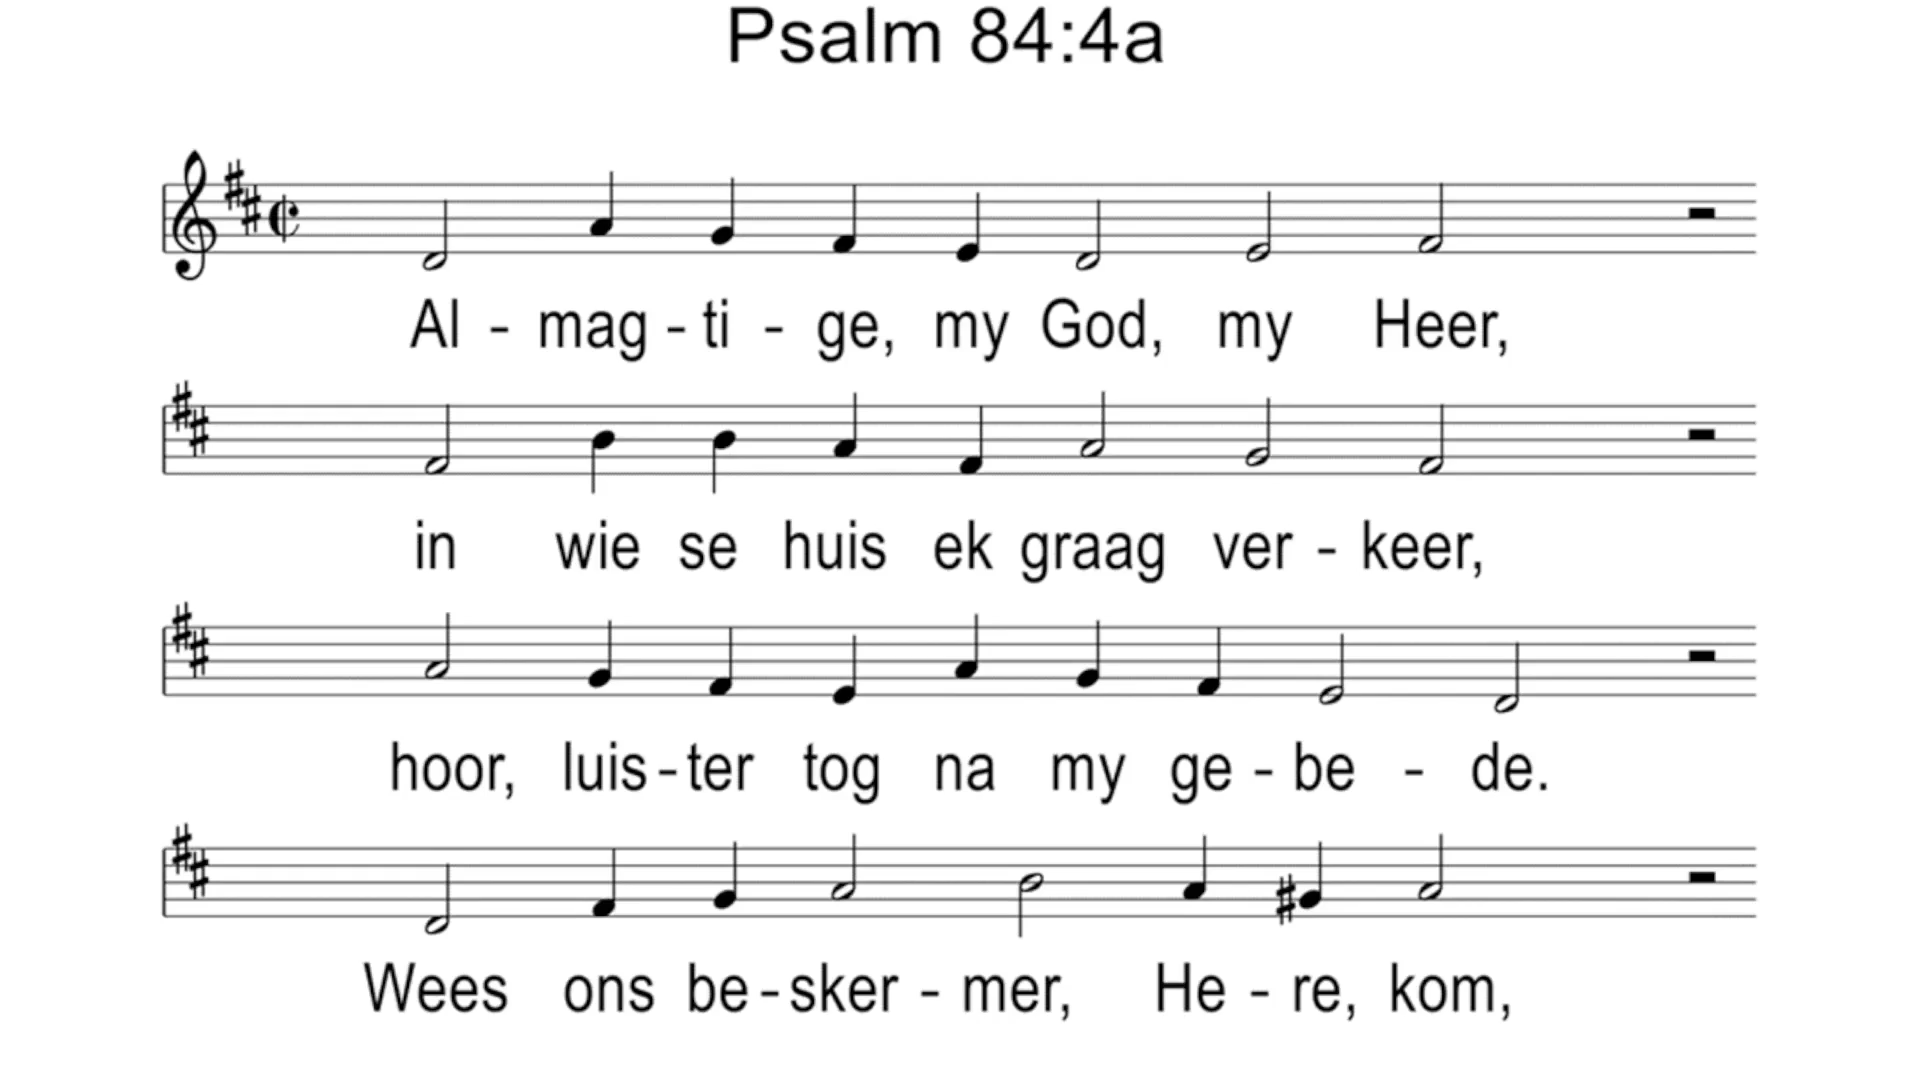 Psalm 84:4a
Al - mag - ti - ge, my God, my Heer,
in wie se huis ek graag ver - keer,
hoor, luis - ter tog na my ge - be - de.
Wees ons be - sker - mer, He - re, kom,